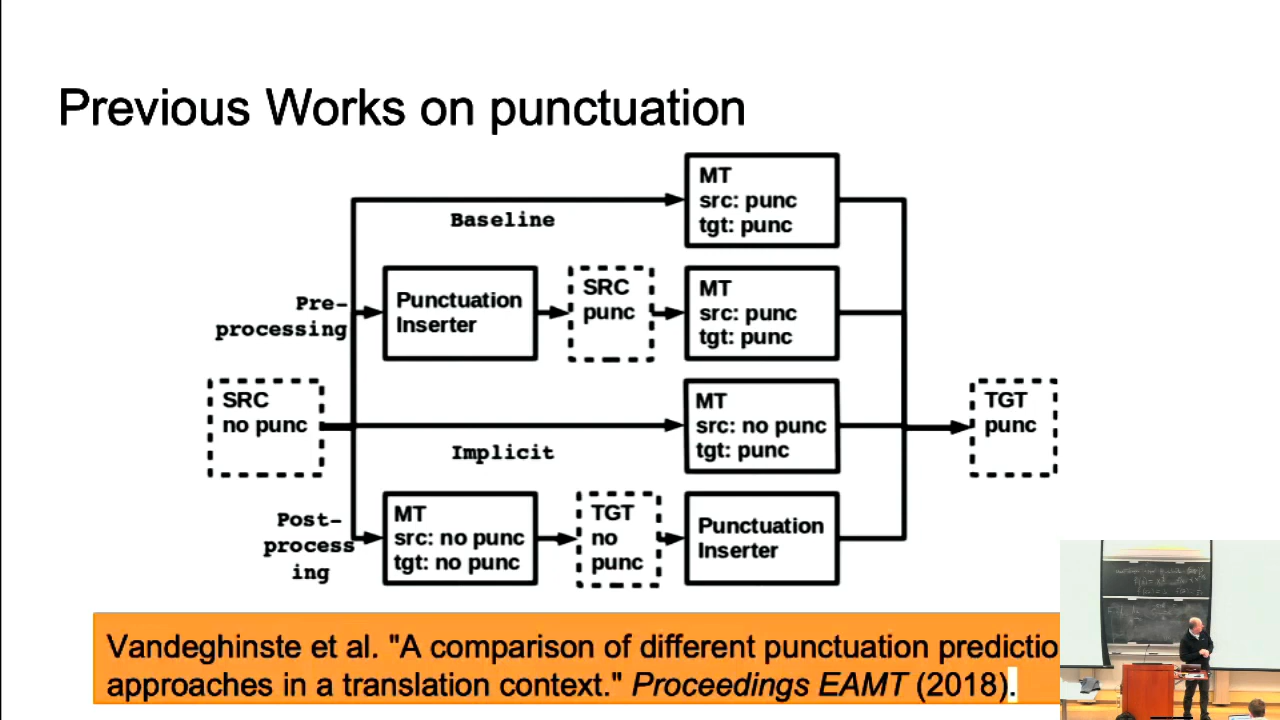 Previous Works on punctuation
MT
src: punc
tgt: punc
Baseline
Pre-
processing
Punctuation
Inserter
SRC
punc
MT
src: punc
tgt: punc
SRC
no punc
Implicit
MT
src: no punc
tgt: punc
TGT
punc
Post-
process
ing
MT
src: no punc
tgt: no punc
TGT
no
punc
Punctuation
Inserter
Vandeghinste et al. "A comparison of different punctuation predictio
approaches in a translation context." Proceedings EAMT (2018).